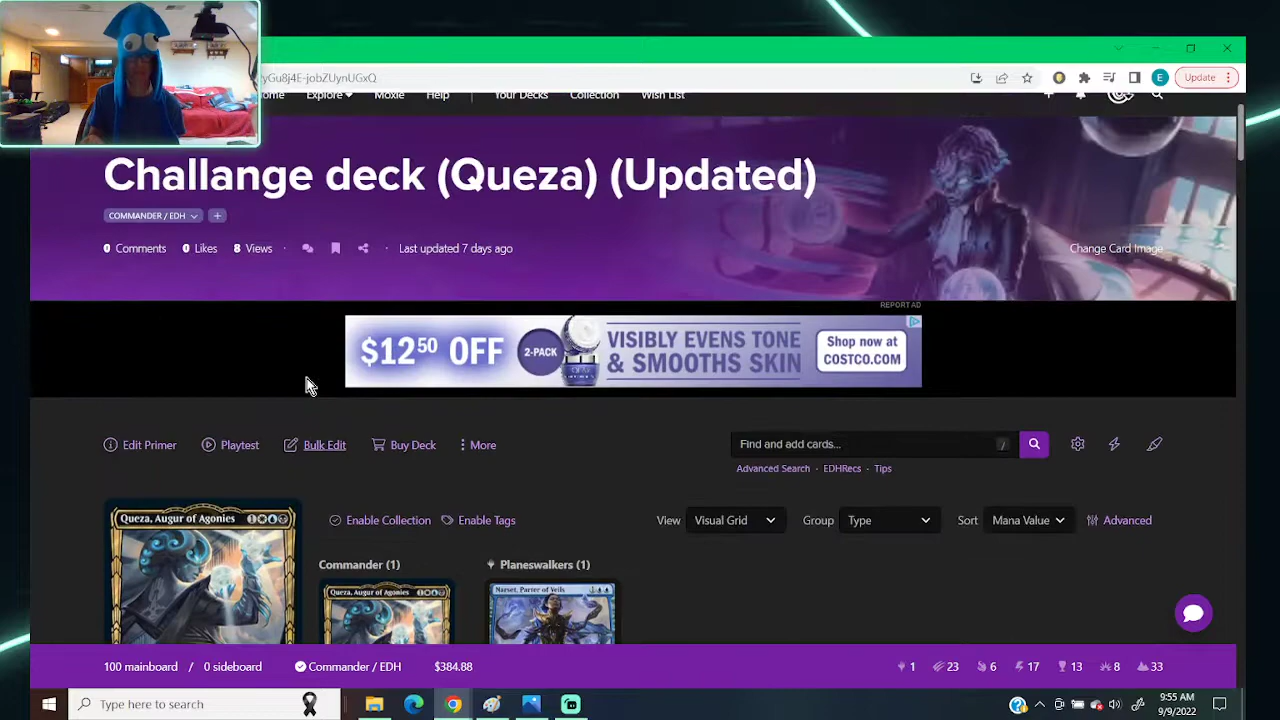 yGu8j4E-jobZUynUGxQ
E
Update
Explore
Moxie
Help
Your Decks
Collection
Wish List
Challange deck (Queza) (Updated)
COMMANDER / EDH
+
0 Comments 0 Likes 8 Views · · Last updated 7 days ago
Change Card Image
REPORT AD
$12.50 OFF
2-PACK
VISIBLY EVENS TONE
& SMOOTHS SKIN
Shop now at
COSTCO.COM
Edit Primer
Playtest
Bulk Edit
Buy Deck
More
Find and add cards...
/
Advanced Search · EDHRecs · Tips
Queza, Augur of Agonies
Enable Collection
Enable Tags
View Visual Grid
Group Type
Sort Mana Value
Advanced
Commander (1)
Planeswalkers (1)
Queza, Augur of Agonies
Narset, Parter of Veils
100 mainboard / 0 sideboard
Commander / EDH
$384.88
1 23 6 17 13 8 33
Type here to search
9:55 AM
9/9/2022